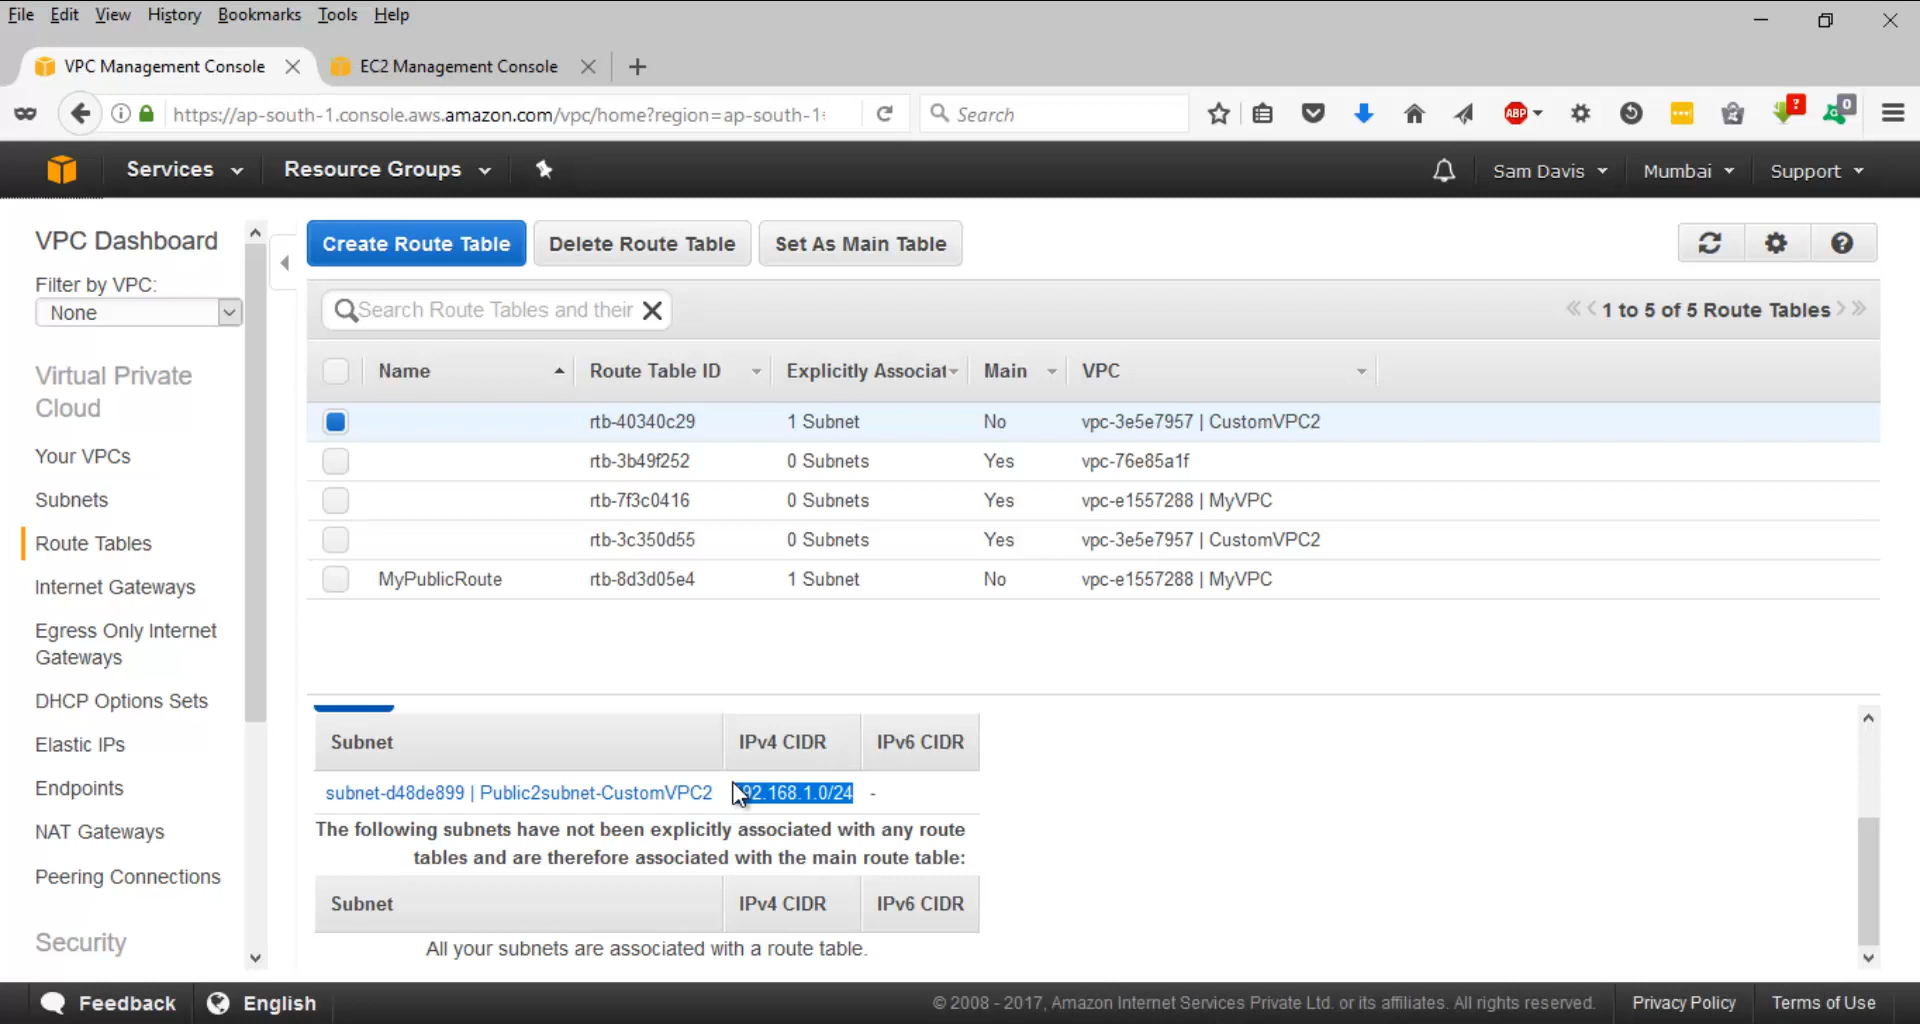 File Edit View History Bookmarks Tools Help
VPC Management Console EC2 Management Console
https://ap-south-1.console.aws.amazon.com/vpc/home?region=ap-south-1 Search ABP ? 0
Services Resource Groups Sam Davis Mumbai Support
VPC Dashboard
Filter by VPC:
None
Virtual Private
Cloud
Your VPCs
Subnets
Route Tables
Internet Gateways
Egress Only Internet
Gateways
DHCP Options Sets
Elastic IPs
Endpoints
NAT Gateways
Peering Connections
Security
Create Route Table Delete Route Table Set As Main Table
Search Route Tables and their 1 to 5 of 5 Route Tables
Name Route Table ID Explicitly Associat Main VPC
rtb-40340c29 1 Subnet No vpc-3e5e7957 | CustomVPC2
rtb-3b49f252 0 Subnets Yes vpc-76e85a1f
rtb-7f3c0416 0 Subnets Yes vpc-e1557288 | MyVPC
rtb-3c350d55 0 Subnets Yes vpc-3e5e7957 | CustomVPC2
MyPublicRoute rtb-8d3d05e4 1 Subnet No vpc-e1557288 | MyVPC
Subnet IPv4 CIDR IPv6 CIDR
subnet-d48de899 | Public2subnet-CustomVPC2 92.168.1.0/24 -
The following subnets have not been explicitly associated with any route
tables and are therefore associated with the main route table:
Subnet IPv4 CIDR IPv6 CIDR
All your subnets are associated with a route table.
Feedback English © 2008 - 2017, Amazon Internet Services Private Ltd. or its affiliates. All rights reserved. Privacy Policy Terms of Use